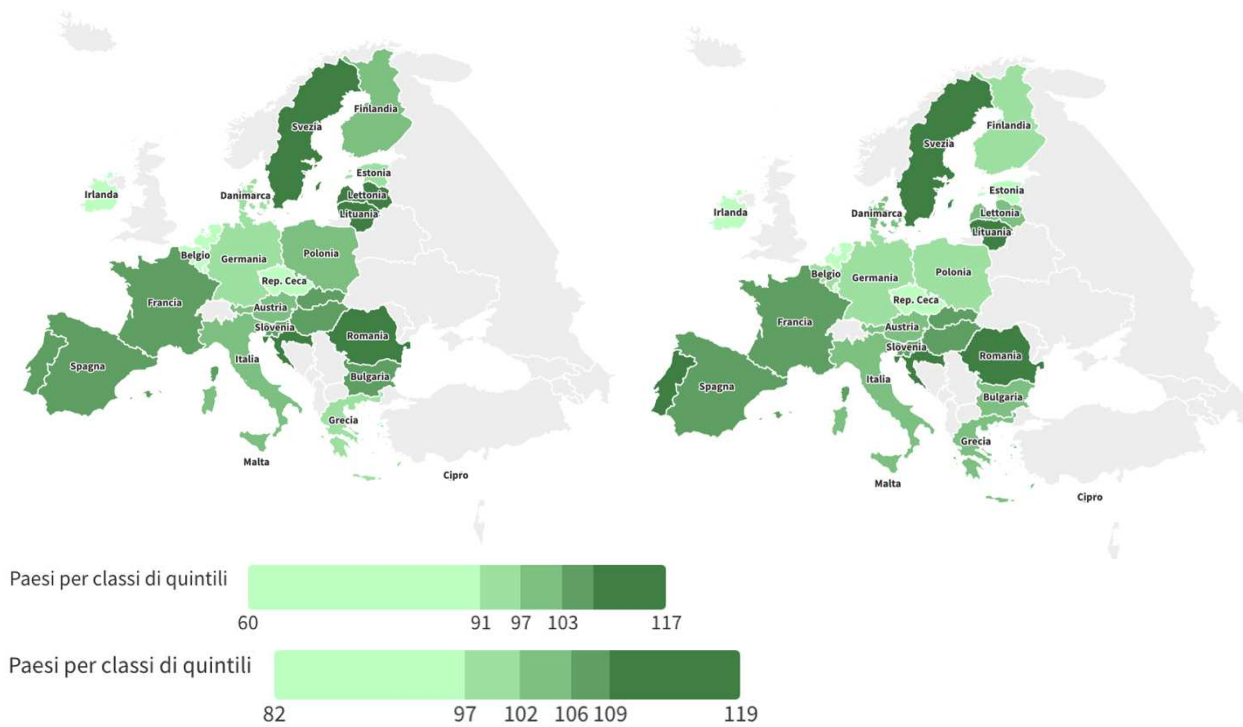 Finlandia
Svezia
Estonia
Irlanda
Danimarca
Lettonia
Lituania
Belgio
Germania
Polonia
Rep. Ceca
Francia
Austria
Slovenia
Romania
Italia
Spagna
Bulgaria
Grecia
Malta
Cipro
Finlandia
Svezia
Estonia
Irlanda
Danimarca
Lettonia
Lituania
Belgio
Germania
Polonia
Rep. Ceca
Francia
Austria
Slovenia
Romania
Italia
Spagna
Bulgaria
Grecia
Malta
Cipro
Paesi per classi di quintili
60 91 97 103 117
Paesi per classi di quintili
82 97 102 106 109 119